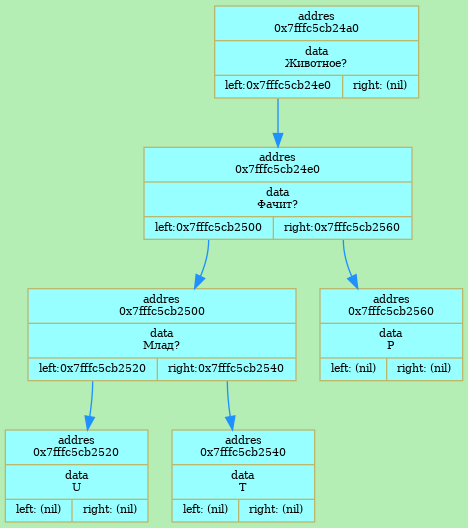 addres
0x7fffc5cb24a0
data
Животное?
left:0x7fffc5cb24e0 right: (nil)
addres
0x7fffc5cb24e0
data
Фачит?
left:0x7fffc5cb2500 right:0x7fffc5cb2560
addres
0x7fffc5cb2500
data
Млад?
left:0x7fffc5cb2520 right:0x7fffc5cb2540
addres
0x7fffc5cb2560
data
P
left: (nil) right: (nil)
addres
0x7fffc5cb2520
data
U
left: (nil) right: (nil)
addres
0x7fffc5cb2540
data
T
left: (nil) right: (nil)